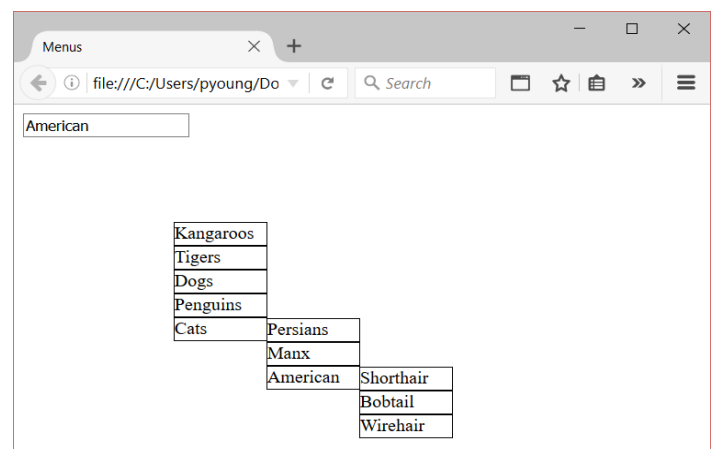 Menus
file:///C:/Users/pyoung/Do
Search
American
Kangaroos
Tigers
Dogs
Penguins
Cats
Persians
Manx
American
Shorthair
Bobtail
Wirehair